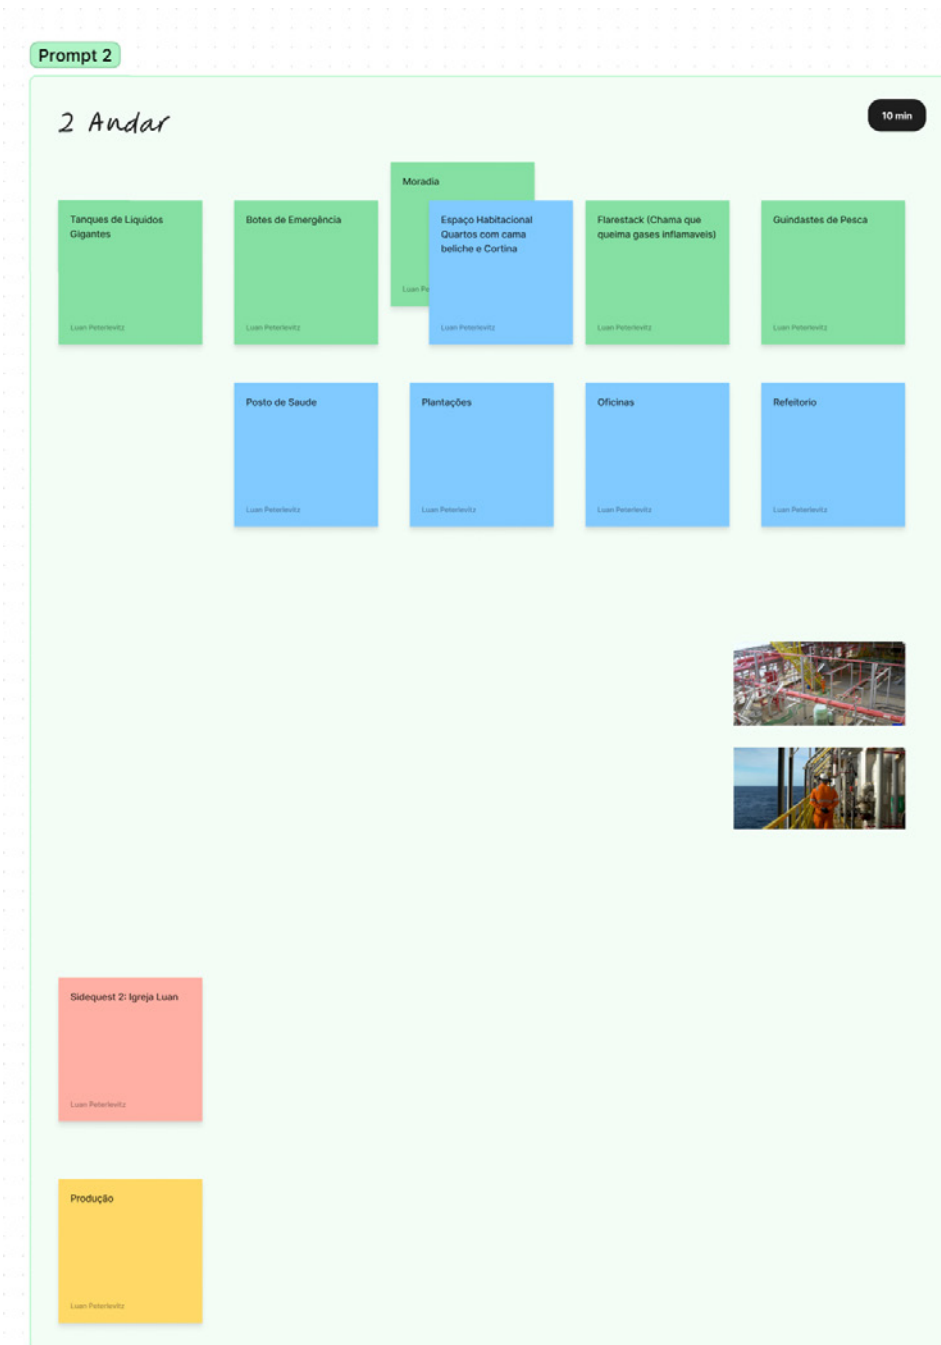 Prompt 2
2 Andar
10 min
Tanques de Liquidos
Gigantes
Luan Peterlevitz
Botes de Emergência
Luan Peterlevitz
Moradia
Luan Pe
Espaço Habitacional
Quartos com cama
beliche e Cortina
Luan Peterlevitz
Flarestack (Chama que
queima gases inflamaveis)
Luan Peterlevitz
Guindastes de Pesca
Luan Peterlevitz
Posto de Saude
Luan Peterlevitz
Plantações
Luan Peterlevitz
Oficinas
Luan Peterlevitz
Refeitorio
Luan Peterlevitz
Sidequest 2: Igreja Luan
Luan Peterlevitz
Produção
Luan Peterlevitz